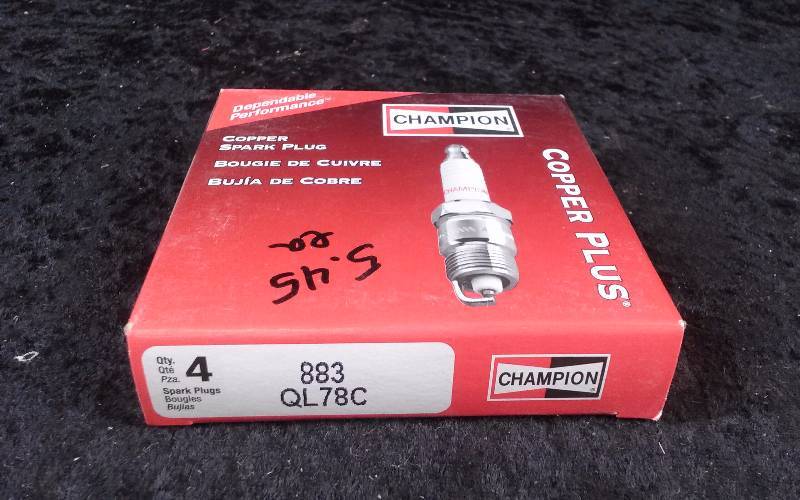 Dependable
Performance™
CHAMPION
COPPER
SPARK PLUG
BOUGIE DE CUIVRE
BUJÍA DE COBRE
CHAMPION
COPPER PLUS®
5.45
ea
Qty.
Qté
Pza.
4
Spark Plugs
Bougies
Bujías
883
QL78C
CHAMPION